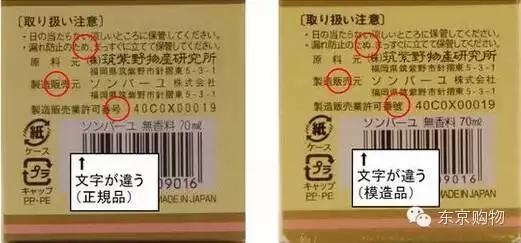 〔取り扱い注意〕
・日の当たらない涼しいところに保管してください。
・漏れ防止のため、まっすぐに立てて保管してください。
原料元 ㈱筑紫野物産研究所
福岡県筑紫野市針摺東5-3-1
製造販売元 ソンバーユ株式会社
福岡県筑紫野市針摺東5-3-1
製造販売業許可番号 40C0X00019
ソンバーユ 無香料 70㎖
紙
ケース
プラ
キャップ
PP・PE
09016
MADE IN JAPAN
↑
文字が違う
(正規品)
〔取り扱い注意〕
・日の当たらない涼しいところに保管してください。
・漏れ防止のため、まっすぐに立てて保管してください。
原料元 ㈱筑紫野物産研究所
福岡県筑紫野市針摺東5-3-1
製造販売元 ソンバーユ株式会社
福岡県筑紫野市針摺東5-3-1
製造販売業許可番號 40C0X00019
ソンバーユ 無香料 70㎖
紙
ケース
プラ
キャップ
PP・PE
09016
MADE IN JAPAN
↑
文字が違う
(模造品)
东京购物